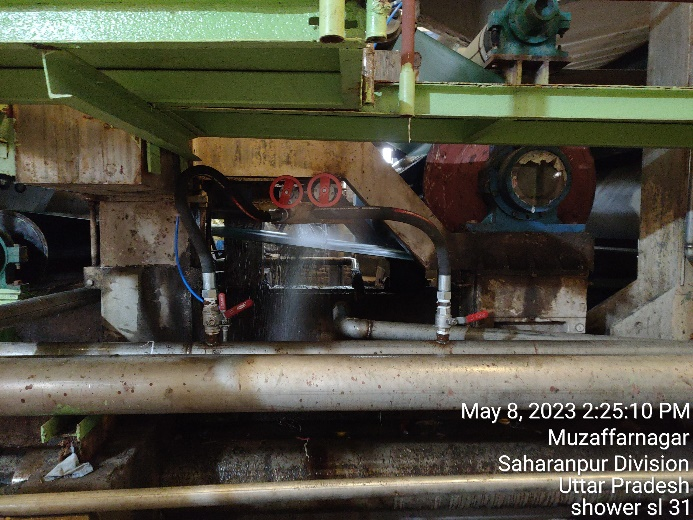 May 8, 2023 2:25:10 PM
Muzaffarnagar
Saharanpur Division
Uttar Pradesh
shower sl 31